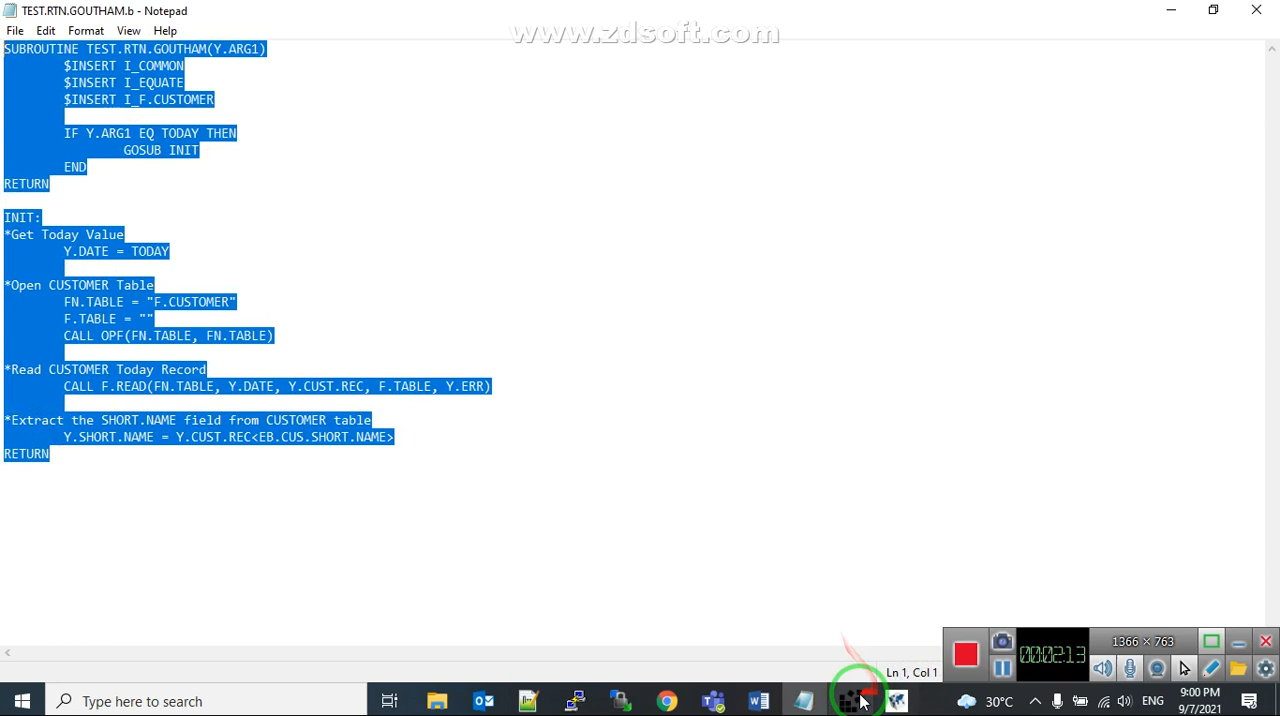 TEST.RTN.GOUTHAM.b - Notepad
www.zdsoft.com
File Edit Format View Help
SUBROUTINE TEST.RTN.GOUTHAM(Y.ARG1)
$INSERT I_COMMON
$INSERT I_EQUATE
$INSERT I_F.CUSTOMER
IF Y.ARG1 EQ TODAY THEN
GOSUB INIT
END
RETURN
INIT:
*Get Today Value
Y.DATE = TODAY
*Open CUSTOMER Table
FN.TABLE = "F.CUSTOMER"
F.TABLE = ""
CALL OPF(FN.TABLE, FN.TABLE)
*Read CUSTOMER Today Record
CALL F.READ(FN.TABLE, Y.DATE, Y.CUST.REC, F.TABLE, Y.ERR)
*Extract the SHORT.NAME field from CUSTOMER table
Y.SHORT.NAME = Y.CUST.REC<EB.CUS.SHORT.NAME>
RETURN
00:02:13
1366 × 763
Ln 1, Col 1
Type here to search
30°C
ENG
9:00 PM
9/7/2021